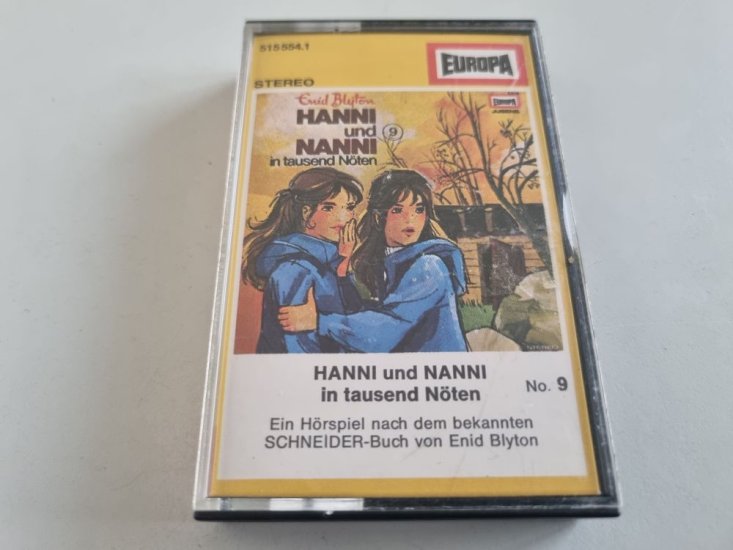 515 554.1
EUROPA
STEREO
Enid Blyton
HANNI
und 9
NANNI
in tausend Nöten
EUROPA
HANNI und NANNI
in tausend Nöten
No. 9
Ein Hörspiel nach dem bekannten
SCHNEIDER-Buch von Enid Blyton